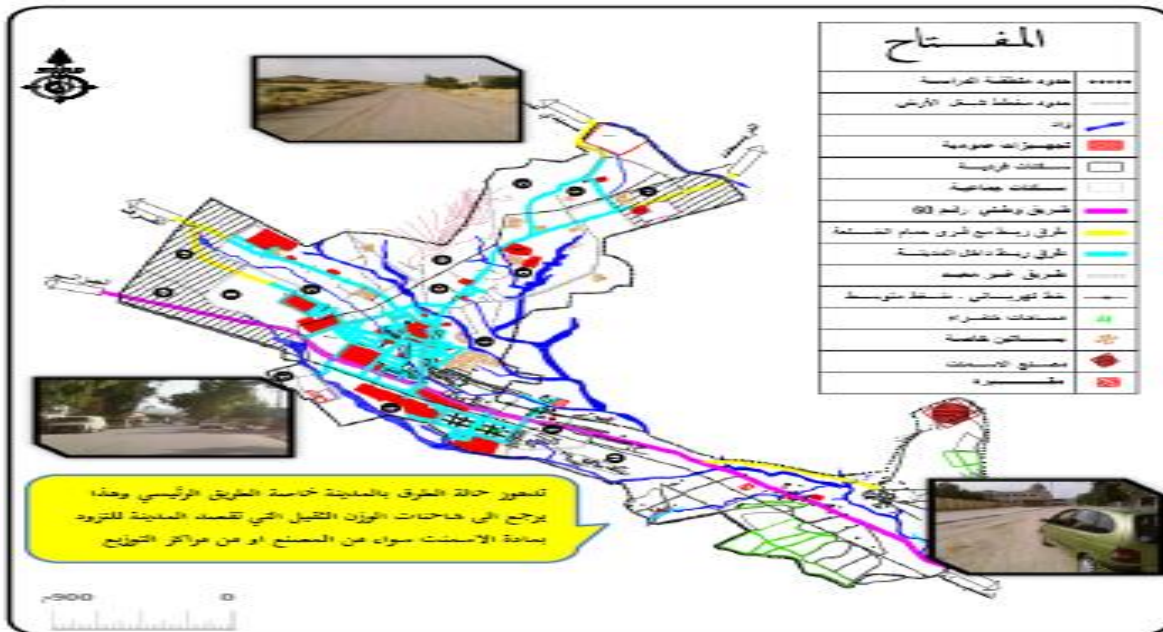 المفتاح
حدود منطقة الدراسة
حدود مخطط شغل الأرض
واد
تجهيزات عمومية
سكنات فردية
سكنات جماعية
طريق وطني رقم 60
طرق ربط مع قرى حمام الضلعة
طرق ربط داخل المدينة
طريق غير معبد
خط كهربائي - ضغط متوسط
مساحات خضراء
بساتين خاصة
مصنع الاسمنت
مقبرة
تدهور حالة الطرق بالمدينة خاصة الطريق الرئيسي وهذا
يرجع الى شاحنات الوزن الثقيل التي تقصد المدينة للتزود
بمادة الاسمنت سواء من المصنع او من مراكز التوزيع
900م
0